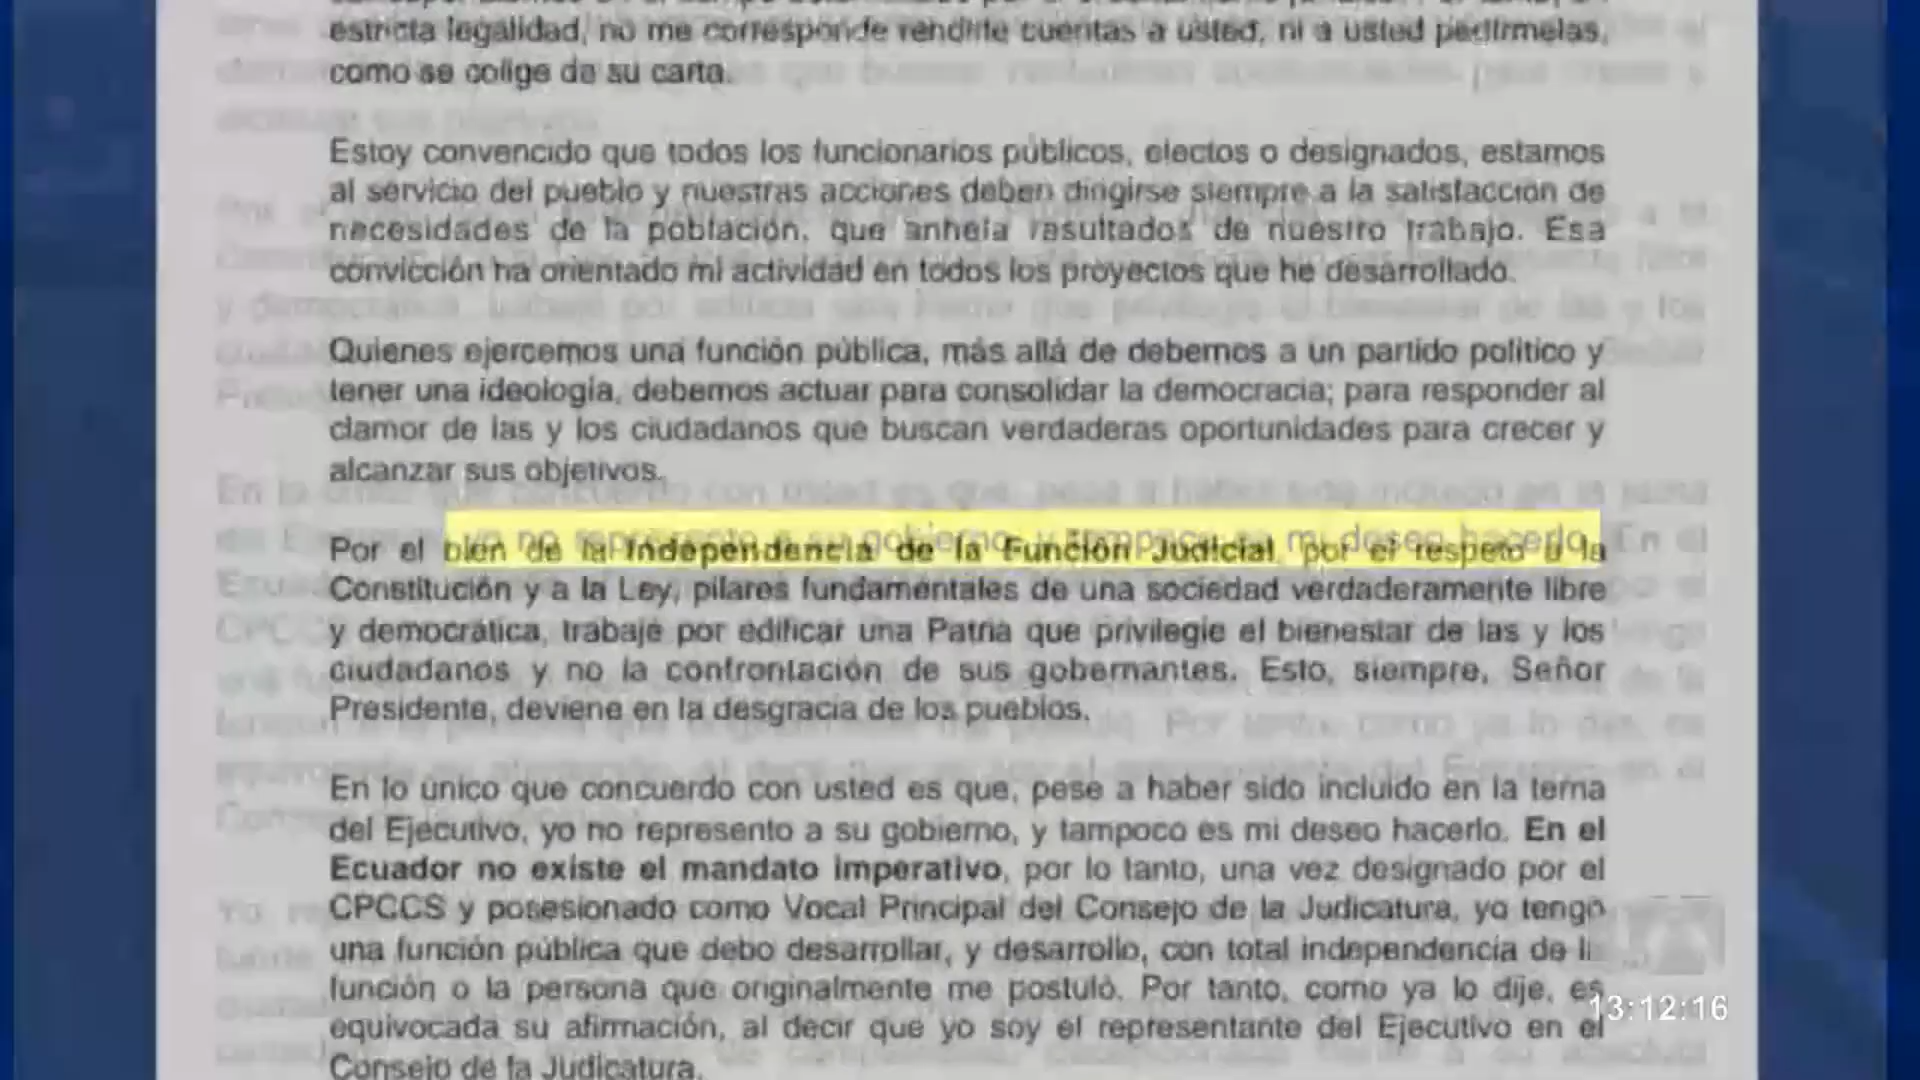 estricta legalidad, no me corresponde rendirle cuentas a usted, ni a usted pedírmelas,
como se colige de su carta.
Estoy convencido que todos los funcionarios públicos, electos o designados, estamos
al servicio del pueblo y nuestras acciones deben dirigirse siempre a la satisfacción de
necesidades de la población, que anhela resultados de nuestro trabajo. Esa
convicción ha orientado mi actividad en todos los proyectos que he desarrollado.
Quienes ejercemos una función pública, más allá de debernos a un partido político y
tener una ideología, debemos actuar para consolidar la democracia; para responder al
clamor de las y los ciudadanos que buscan verdaderas oportunidades para crecer y
alcanzar sus objetivos.
Por el bien de la Independencia de la Función Judicial, por el respeto a la
Constitución y a la Ley, pilares fundamentales de una sociedad verdaderamente libre
y democrática, trabaje por edificar una Patria que privilegie el bienestar de las y los
ciudadanos y no la confrontación de sus gobernantes. Esto, siempre, Señor
Presidente, deviene en la desgracia de los pueblos.
En lo único que concuerdo con usted es que, pese a haber sido incluido en la terna
del Ejecutivo, yo no represento a su gobierno, y tampoco es mi deseo hacerlo. En el
Ecuador no existe el mandato imperativo, por lo tanto, una vez designado por el
CPCCS y posesionado como Vocal Principal del Consejo de la Judicatura, yo tengo
una función pública que debo desarrollar, y desarrollo, con total independencia de la
función o la persona que originalmente me postuló. Por tanto, como ya lo dije, es
equivocada su afirmación, al decir que yo soy el representante del Ejecutivo en el
Consejo de la Judicatura.
13:12:16